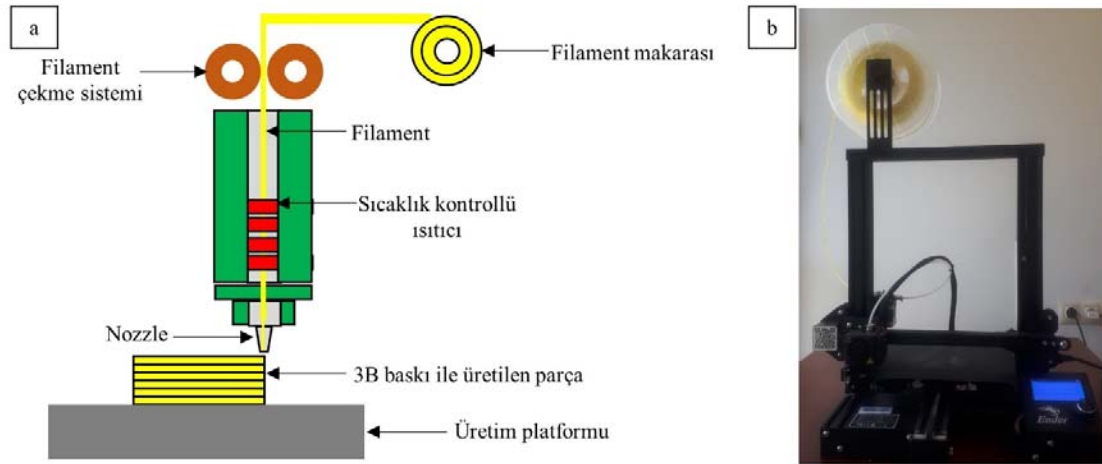 a
Filament
çekme sistemi
Filament makarası
Filament
Sıcaklık kontrollü
ısıtıcı
Nozzle
3B baskı ile üretilen parça
Üretim platformu
b
Ender